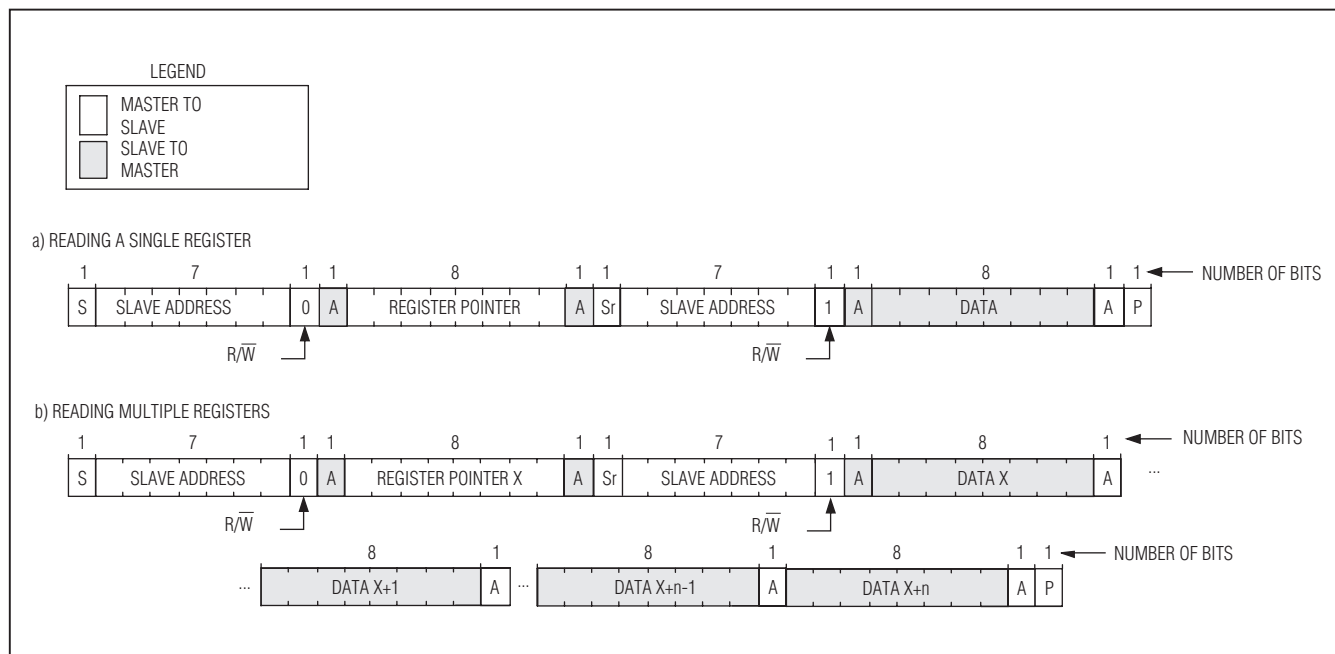 LEGEND
MASTER TO
SLAVE
SLAVE TO
MASTER
a) READING A SINGLE REGISTER
1 7 1 1 8 1 1 7 1 1 8 1 1 NUMBER OF BITS
S SLAVE ADDRESS 0 A REGISTER POINTER A Sr SLAVE ADDRESS 1 A DATA A P
R/W̅ R/W̅
b) READING MULTIPLE REGISTERS
1 7 1 1 8 1 1 7 1 1 8 1 NUMBER OF BITS
S SLAVE ADDRESS 0 A REGISTER POINTER X A Sr SLAVE ADDRESS 1 A DATA X A ...
R/W̅ R/W̅
8 1 8 1 8 1 1 NUMBER OF BITS
... DATA X+1 A ... DATA X+n-1 A DATA X+n A P